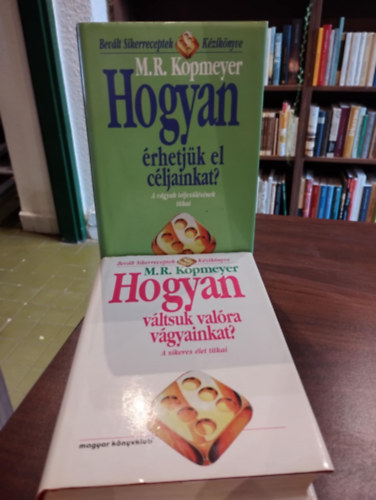 Bevált Sikerreceptek Kézikönyve
M.R. Kopmeyer
Hogyan
érhetjük el
céljainkat?
A vágyak teljesülésének
titkai
Bevált Sikerreceptek Kézikönyve
M.R. Kopmeyer
Hogyan
váltsuk valóra
vágyainkat?
A sikeres élet titkai
magyar könyvklub